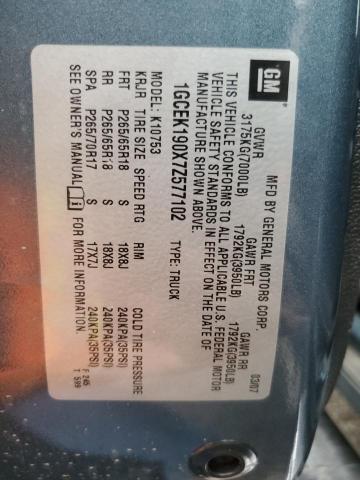 GM
MFD BY GENERAL MOTORS CORP. 03/07
GVWR GAWR FRT GAWR RR
3175KG(7000LB) 1792KG(3950LB) 1792KG(3950LB)
THIS VEHICLE CONFORMS TO ALL APPLICABLE U.S. FEDERAL MOTOR
VEHICLE SAFETY STANDARDS IN EFFECT ON THE DATE OF
MANUFACTURE SHOWN ABOVE.
1GCEK190X7Z577102 TYPE: TRUCK
MODEL: K10753
KRJR TIRE SIZE SPEED RTG RIM COLD TIRE PRESSURE
FRT P265/65R18 S 18X8J 240KPA(35PSI)
RR P265/65R18 S 18X8J 240KPA(35PSI)
SPA P265/70R17 S 17X7J 240KPA(35PSI)
SEE OWNER'S MANUAL FOR MORE INFORMATION.
F 245
T 599